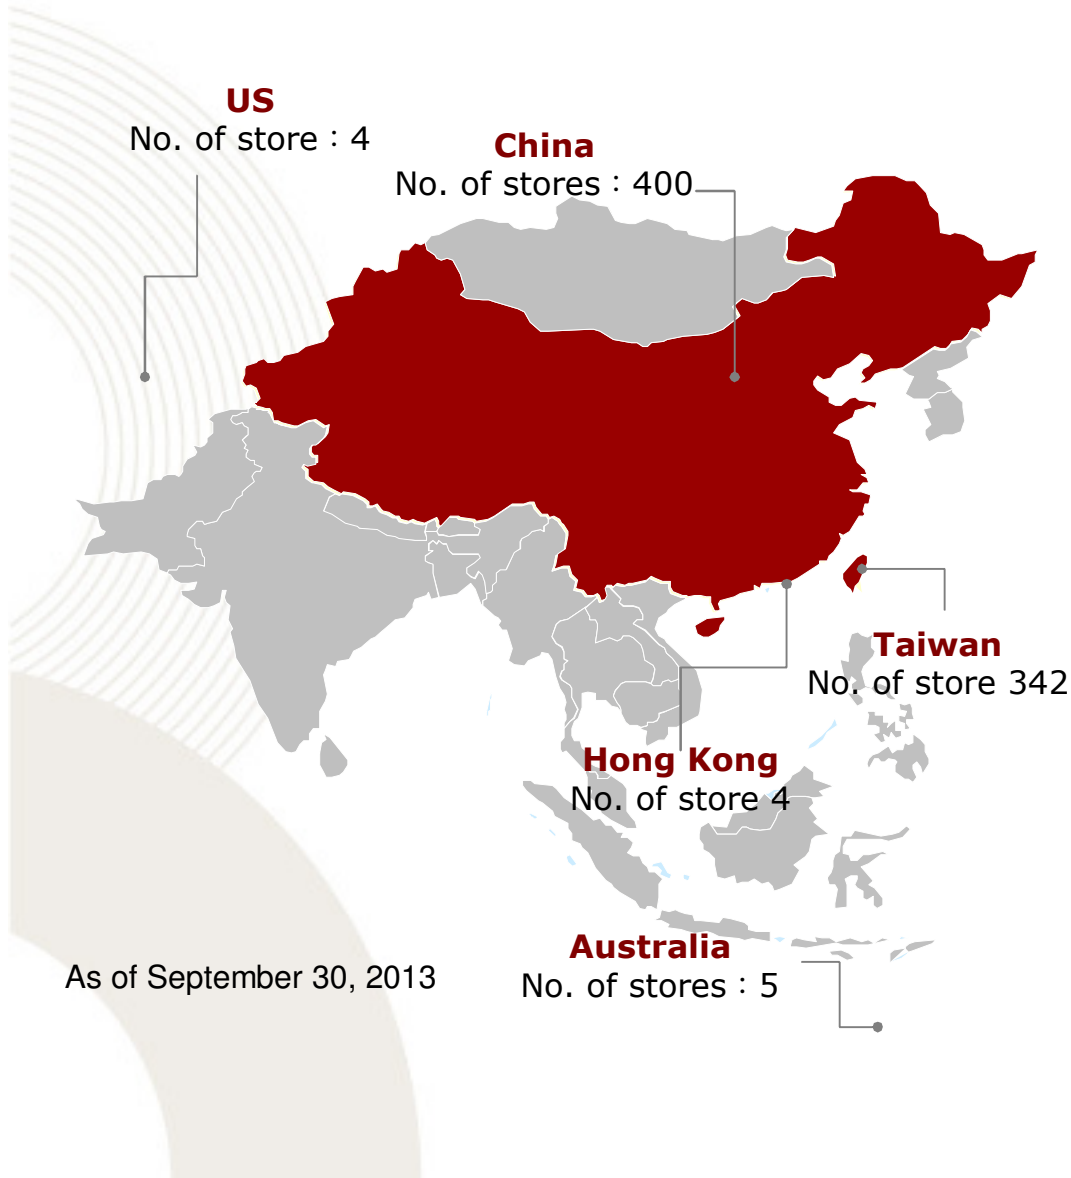 US
No. of store：4
China
No. of stores：400
Taiwan
No. of store 342
Hong Kong
No. of store 4
Australia
No. of stores：5
As of September 30, 2013